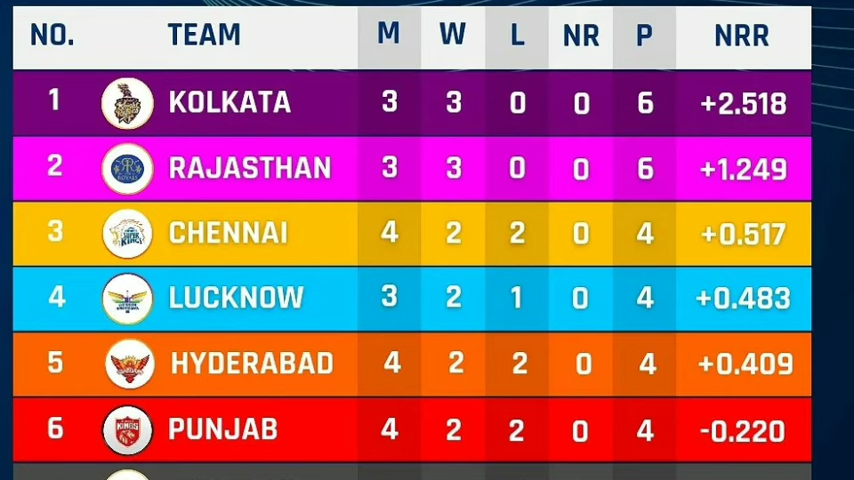 NO. TEAM M W L NR P NRR
1 KOLKATA 3 3 0 0 6 +2.518
2 RAJASTHAN 3 3 0 0 6 +1.249
3 CHENNAI 4 2 2 0 4 +0.517
4 LUCKNOW 3 2 1 0 4 +0.483
5 HYDERABAD 4 2 2 0 4 +0.409
6 PUNJAB 4 2 2 0 4 -0.220